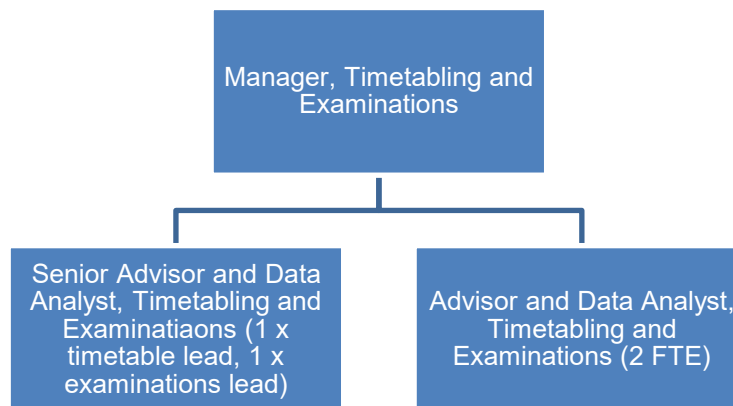 Manager, Timetabling and
Examinations
Senior Advisor and Data
Analyst, Timetabling and
Examinatiaons (1 x
timetable lead, 1 x
examinations lead)
Advisor and Data Analyst,
Timetabling and
Examinations (2 FTE)